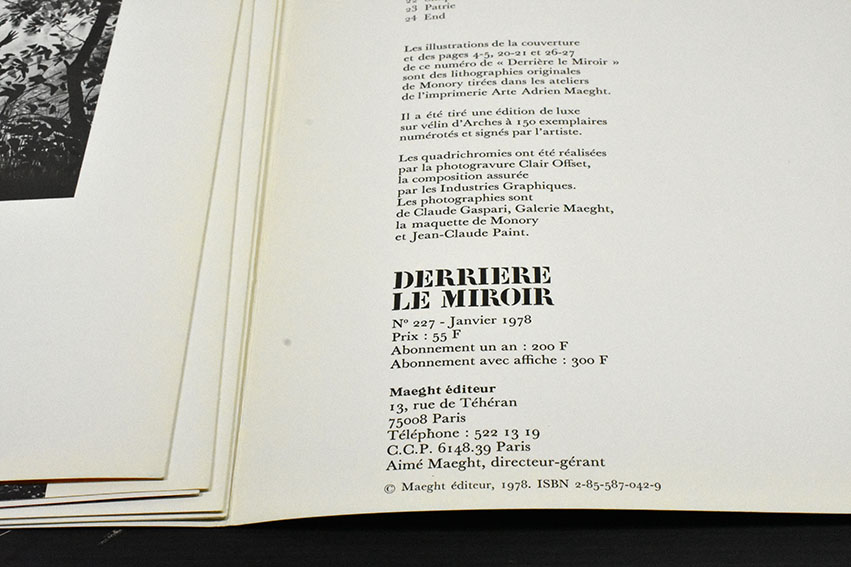 23 Patrie
24 End
Les illustrations de la couverture
et des pages 4-5, 20-21 et 26-27
de ce numéro de « Derrière le Miroir »
sont des lithographies originales
de Monory tirées dans les ateliers
de l'imprimerie Arte Adrien Maeght.
Il a été tiré une édition de luxe
sur vélin d'Arches à 150 exemplaires
numérotés et signés par l'artiste.
Les quadrichromies ont été réalisées
par la photogravure Clair Offset,
la composition assurée
par les Industries Graphiques.
Les photographies sont
de Claude Gaspari, Galerie Maeght,
la maquette de Monory
et Jean-Claude Paint.
DERRIERE
LE MIROIR
Nº 227 - Janvier 1978
Prix : 55 F
Abonnement un an : 200 F
Abonnement avec affiche : 300 F
Maeght éditeur
13, rue de Téhéran
75008 Paris
Téléphone : 522 13 19
C.C.P. 6148.39 Paris
Aimé Maeght, directeur-gérant
© Maeght éditeur, 1978. ISBN 2-85-587-042-9